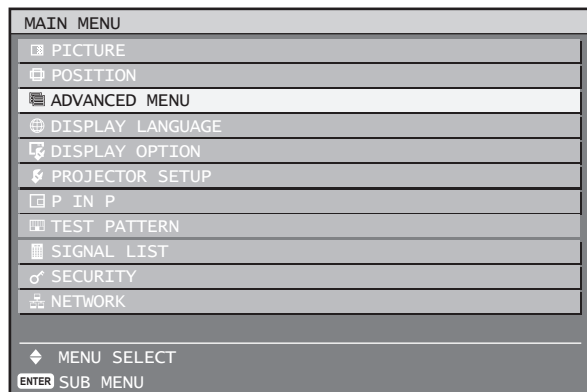 MAIN MENU
PICTURE
POSITION
ADVANCED MENU
DISPLAY LANGUAGE
DISPLAY OPTION
PROJECTOR SETUP
P IN P
TEST PATTERN
SIGNAL LIST
SECURITY
NETWORK
MENU SELECT
ENTER SUB MENU